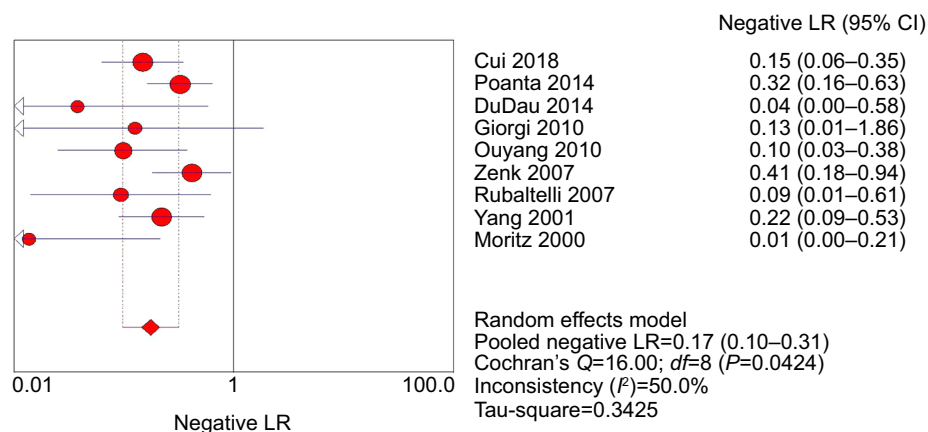 Negative LR (95% CI)
Cui 2018 0.15 (0.06–0.35)
Poanta 2014 0.32 (0.16–0.63)
DuDau 2014 0.04 (0.00–0.58)
Giorgi 2010 0.13 (0.01–1.86)
Ouyang 2010 0.10 (0.03–0.38)
Zenk 2007 0.41 (0.18–0.94)
Rubaltelli 2007 0.09 (0.01–0.61)
Yang 2001 0.22 (0.09–0.53)
Moritz 2000 0.01 (0.00–0.21)
Random effects model
Pooled negative LR=0.17 (0.10–0.31)
Cochran’s Q=16.00; df=8 (P=0.0424)
Inconsistency (I²)=50.0%
Tau-square=0.3425
0.01 1 100.0
Negative LR